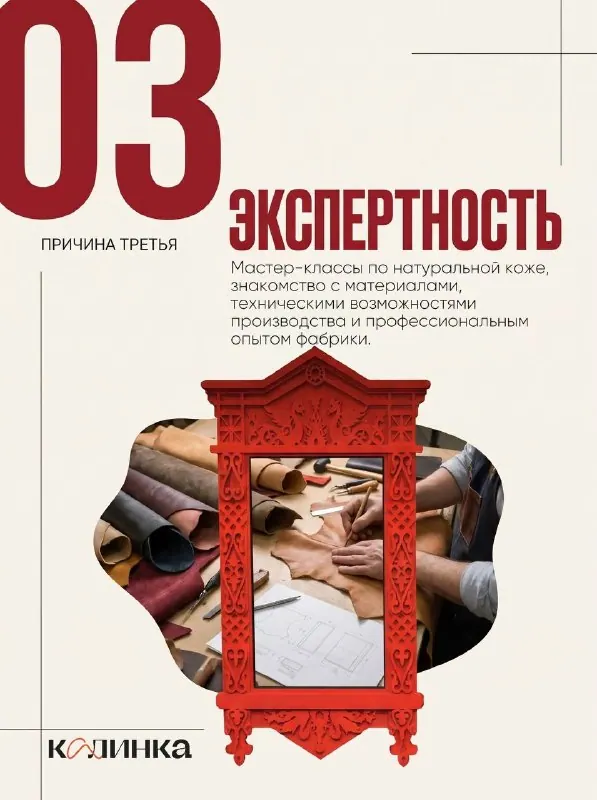 03
ПРИЧИНА ТРЕТЬЯ
ЭКСПЕРТНОСТЬ
Мастер-классы по натуральной коже,
знакомство с материалами,
техническими возможностями
производства и профессиональным
опытом фабрики.
КАЛИНКА